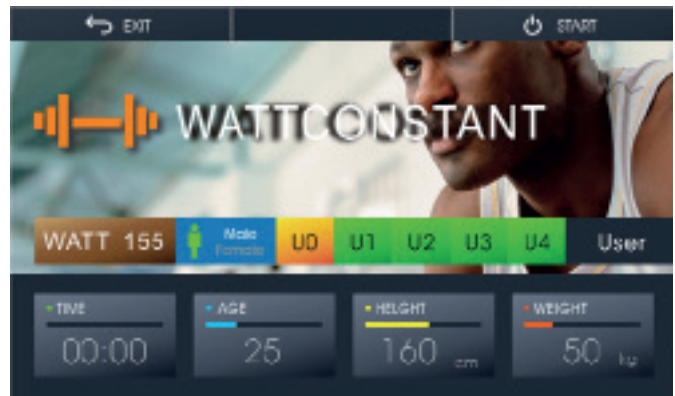 EXIT
START
WATTCONSTANT
WATT 155 Male Female U0 U1 U2 U3 U4 User
TIME AGE HELGHT WEIGHT
00:00 25 160 cm 50 kg